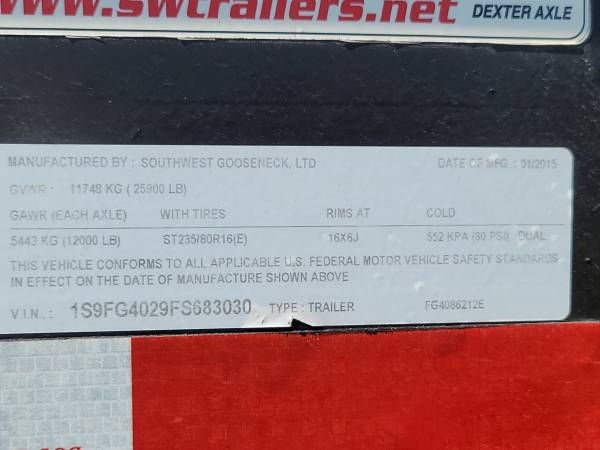 www.swtrailers.net DEXTER AXLE
MANUFACTURED BY : SOUTHWEST GOOSENECK, LTD DATE OF MFG. : 01/2015
GVWR : 11748 KG ( 25900 LB)
GAWR (EACH AXLE) WITH TIRES RIMS AT COLD
5443 KG (12000 LB) ST235/80R16(E) 16X6J 552 KPA (80 PSI) DUAL
THIS VEHICLE CONFORMS TO ALL APPLICABLE U.S. FEDERAL MOTOR VEHICLE SAFETY STANDARDS
IN EFFECT ON THE DATE OF MANUFACTURE SHOWN ABOVE
V.I.N.. : 1S9FG4029FS683030 TYPE : TRAILER FG4086212E